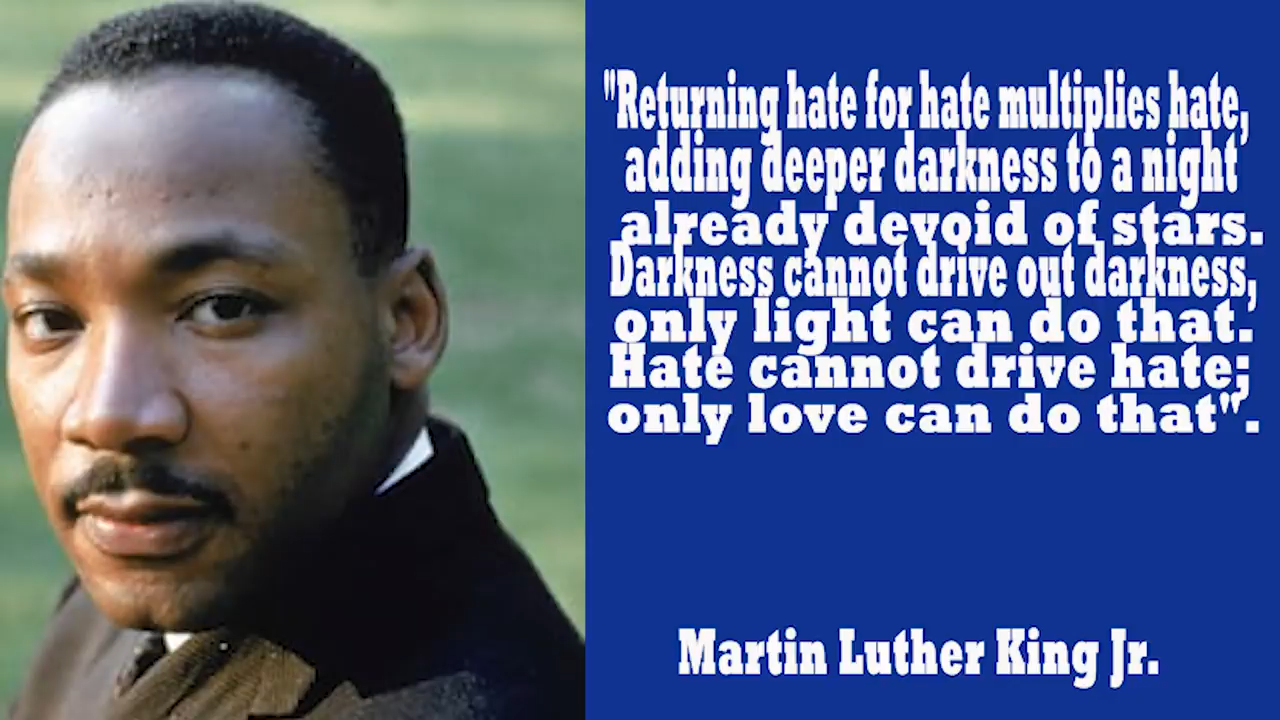 "Returning hate for hate multiplies hate,
adding deeper darkness to a night
already devoid of stars.
Darkness cannot drive out darkness,
only light can do that.
Hate cannot drive hate;
only love can do that".
Martin Luther King Jr.